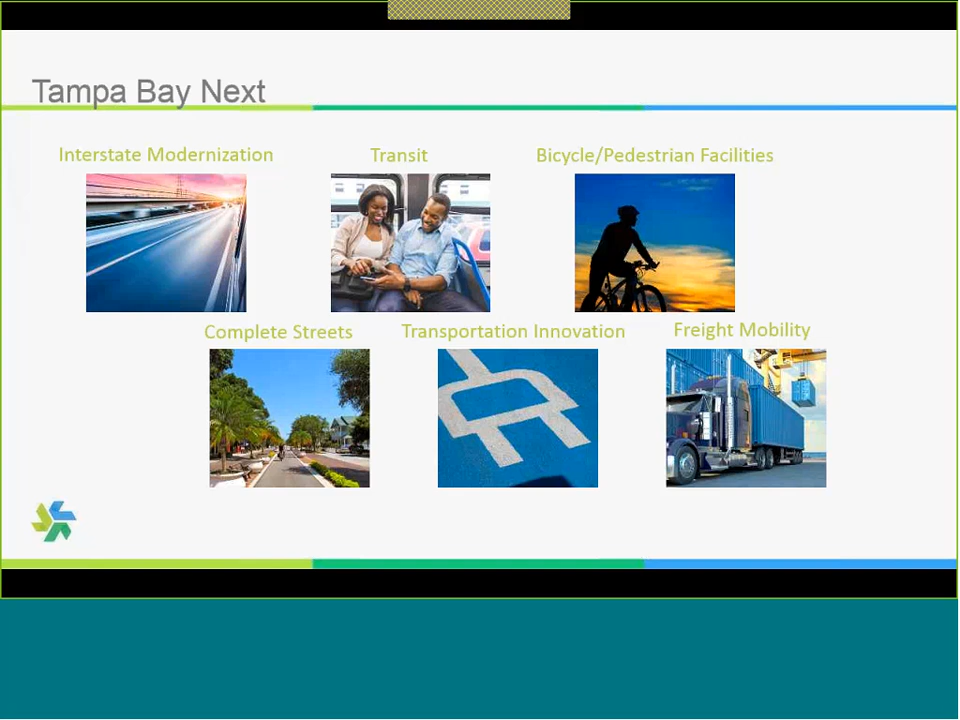 Tampa Bay Next
Interstate Modernization
Transit
Bicycle/Pedestrian Facilities
Complete Streets
Transportation Innovation
Freight Mobility